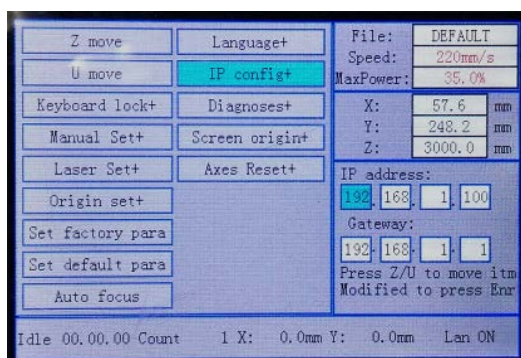 Z move
U move
Keyboard lock+
Manual Set+
Laser Set+
Origin set+
Set factory para
Set default para
Auto focus
Language+
IP config+
Diagnoses+
Screen origin+
Axes Reset+
File: DEFAULT
Speed: 220mm/s
MaxPower: 35.0%
X: 57.6 mm
Y: 248.2 mm
Z: 3000.0 mm
IP address:
192. 168. 1. 100
Gateway:
192. 168. 1. 1
Press Z/U to move itm
Modified to press Enr
Idle 00.00.00 Count 1 X: 0.0mm Y: 0.0mm Lan ON